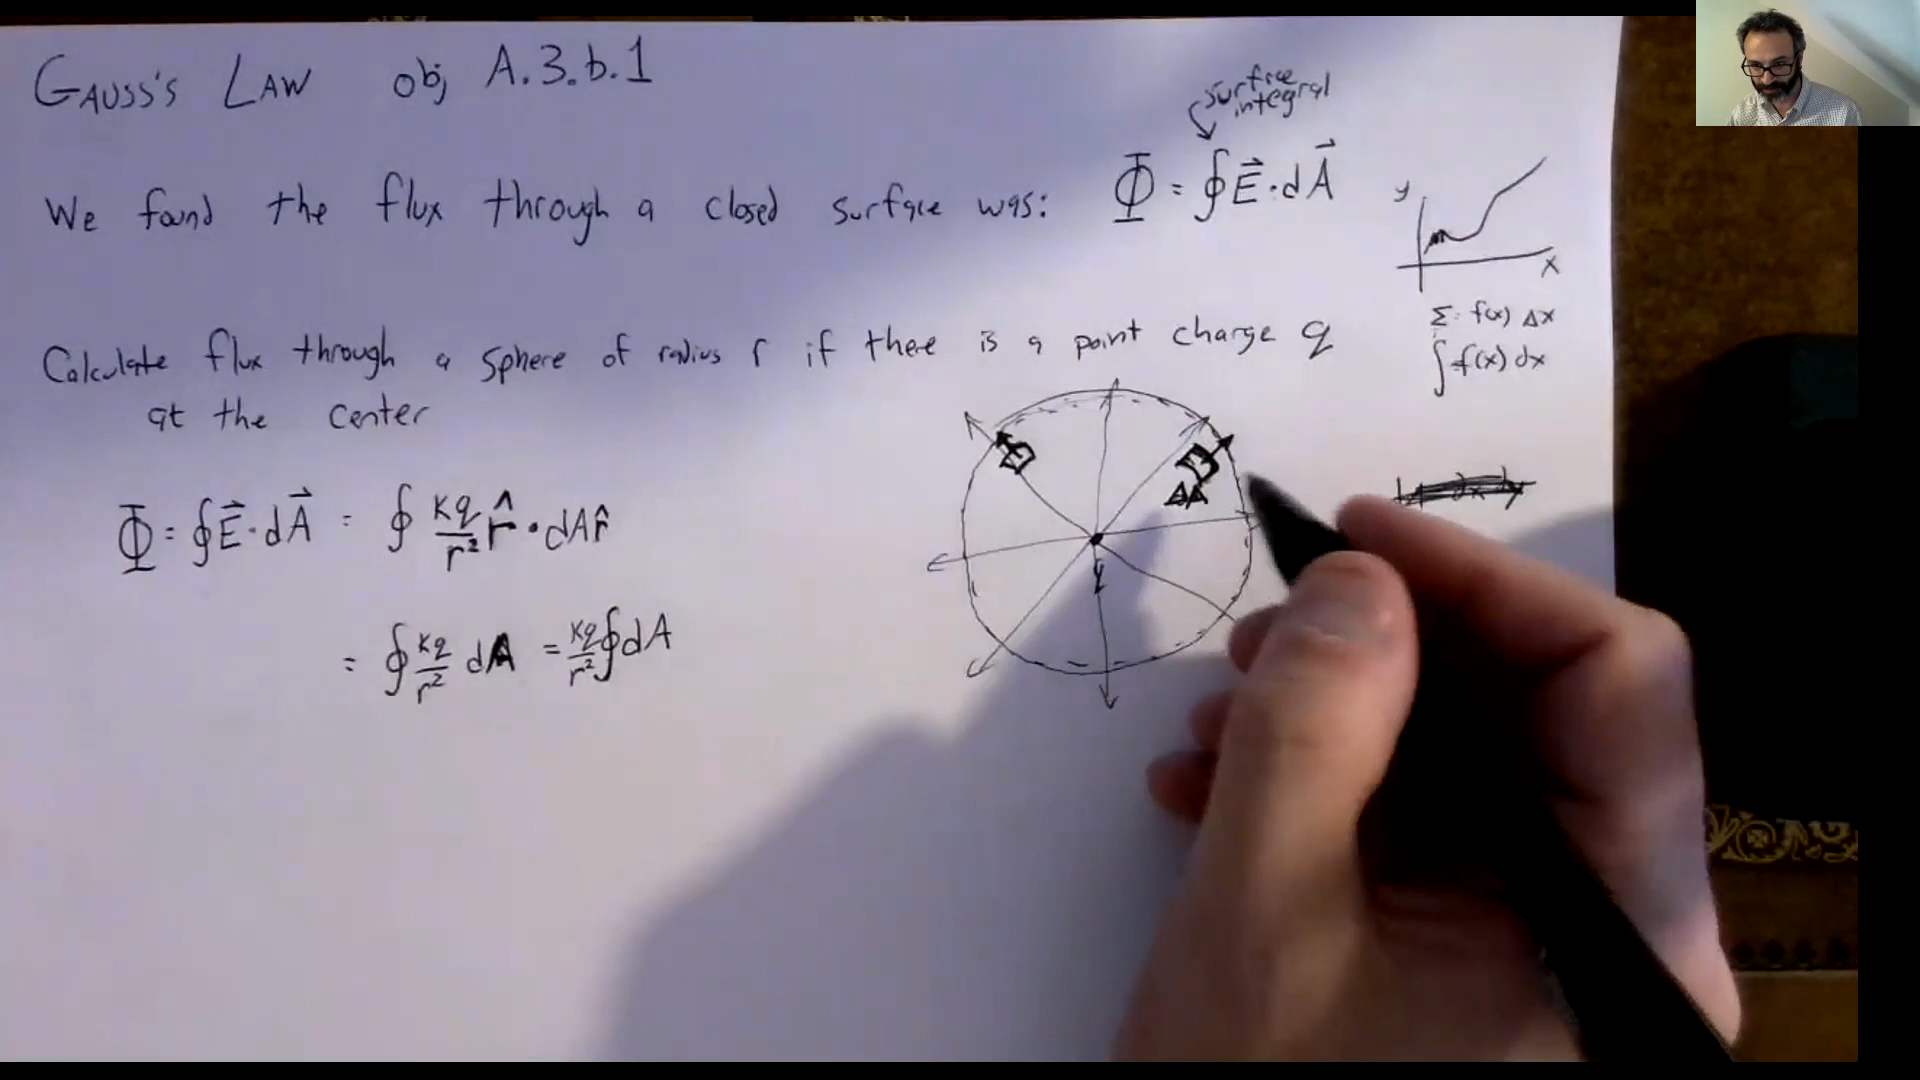 GAUSS'S LAW obj A.3.b.1
surface
integral
We found the flux through a closed surface was: Φ = ∮ E⃗ · dA⃗
y
x
Σ f(x) Δx
i
∫ f(x) dx
Calculate flux through a sphere of radius r if there is a point charge q
at the center
Φ = ∮ E⃗ · dA⃗ = ∮ kq/r² r̂ · dA r̂
= ∮ kq/r² dA = kq/r² ∮ dA
ΔA
q
dx